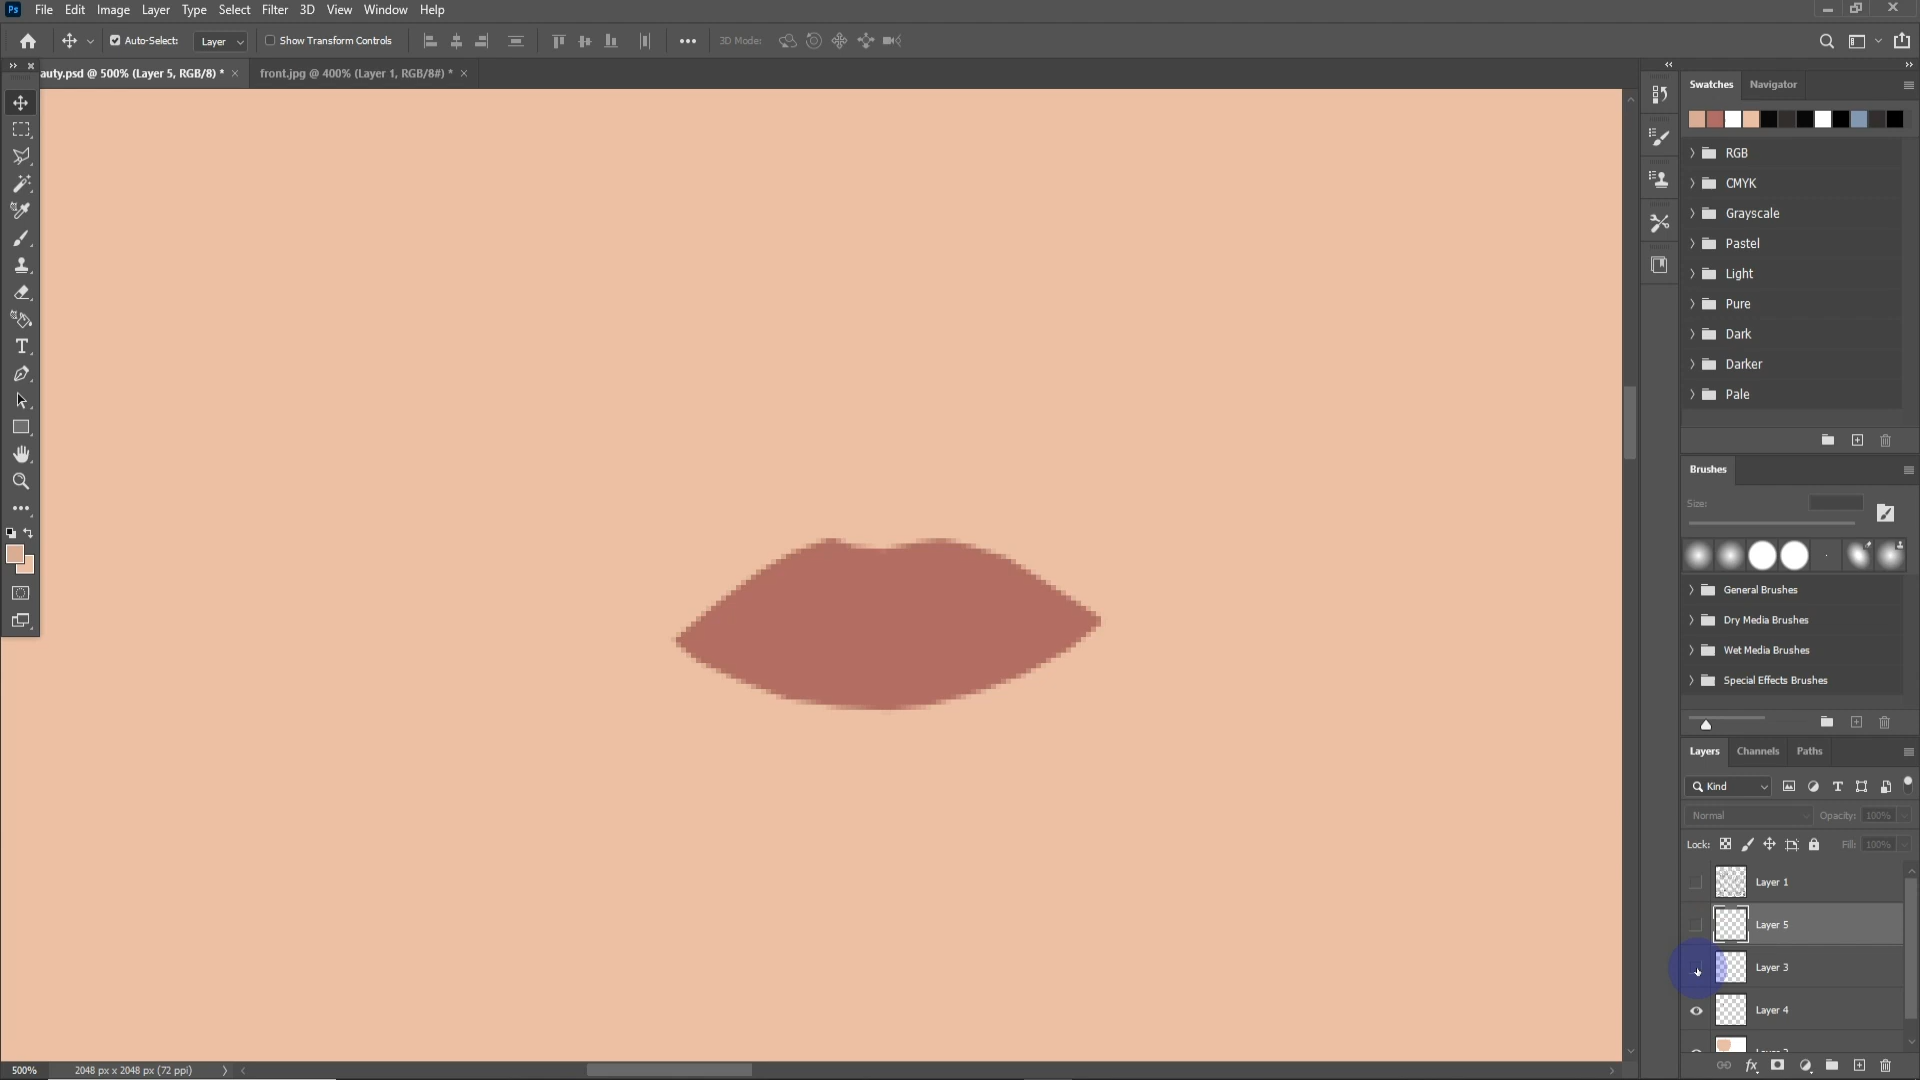 Ps File Edit Image Layer Type Select Filter 3D View Window Help
Auto-Select: Layer Show Transform Controls 3D Mode:
auty.psd @ 500% (Layer 5, RGB/8) * front.jpg @ 400% (Layer 1, RGB/8#) *
Swatches Navigator
RGB
CMYK
Grayscale
Pastel
Light
Pure
Dark
Darker
Pale
Brushes
Size:
General Brushes
Dry Media Brushes
Wet Media Brushes
Special Effects Brushes
Layers Channels Paths
Kind
Normal Opacity: 100%
Lock: Fill: 100%
Layer 1
Layer 5
Layer 3
Layer 4
500% 2048 px x 2048 px (72 ppi)